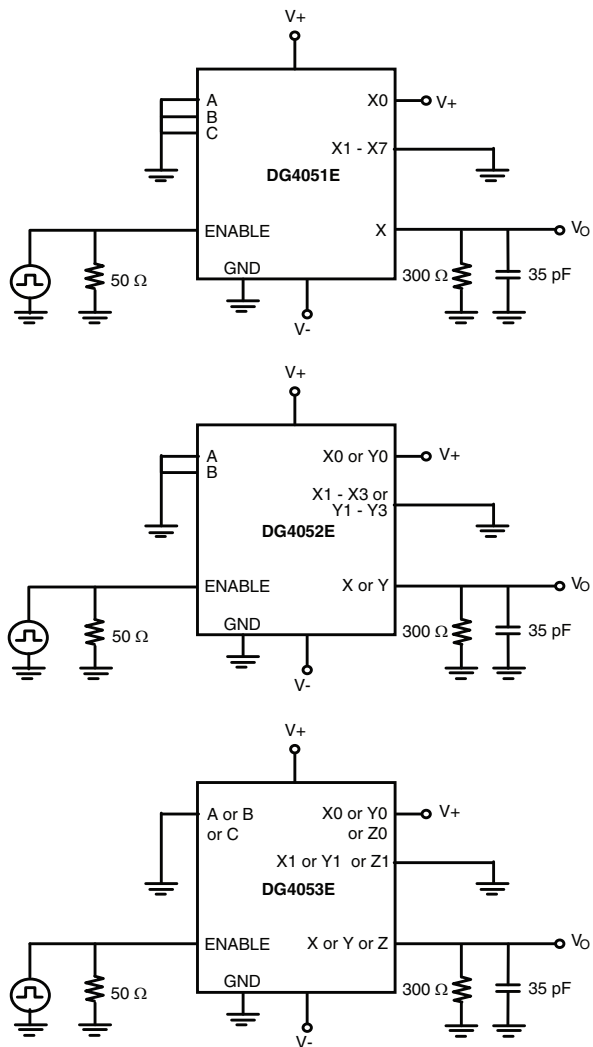 V+
A
X0
V+
B
C
X1 - X7
DG4051E
ENABLE
X
VO
50 Ω
GND
300 Ω
35 pF
V-
V+
A
X0 or Y0
V+
B
X1 - X3 or
Y1 - Y3
DG4052E
ENABLE
X or Y
VO
50 Ω
GND
300 Ω
35 pF
V-
V+
A or B
or C
X0 or Y0
or Z0
V+
X1 or Y1 or Z1
DG4053E
ENABLE
X or Y or Z
VO
50 Ω
GND
300 Ω
35 pF
V-